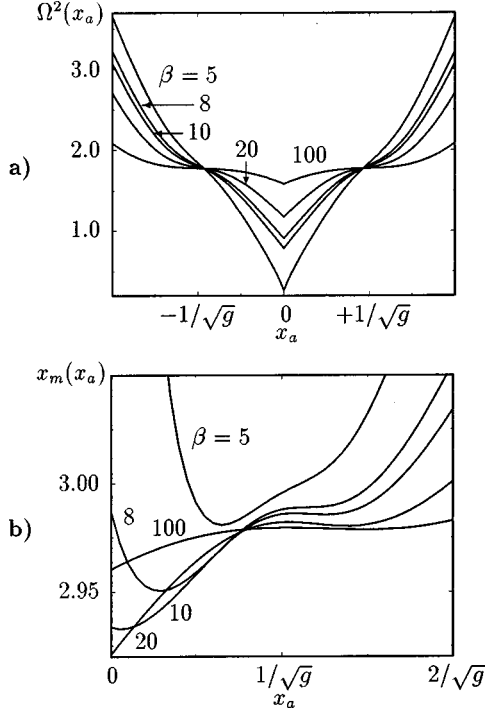 Ω²(x_a)
3.0
β = 5
8
10
20
100
2.0
a)
1.0
−1/√g
0
+1/√g
x_a
x_m(x_a)
β = 5
3.00
8
100
b)
2.95
10
20
0
1/√g
2/√g
x_a